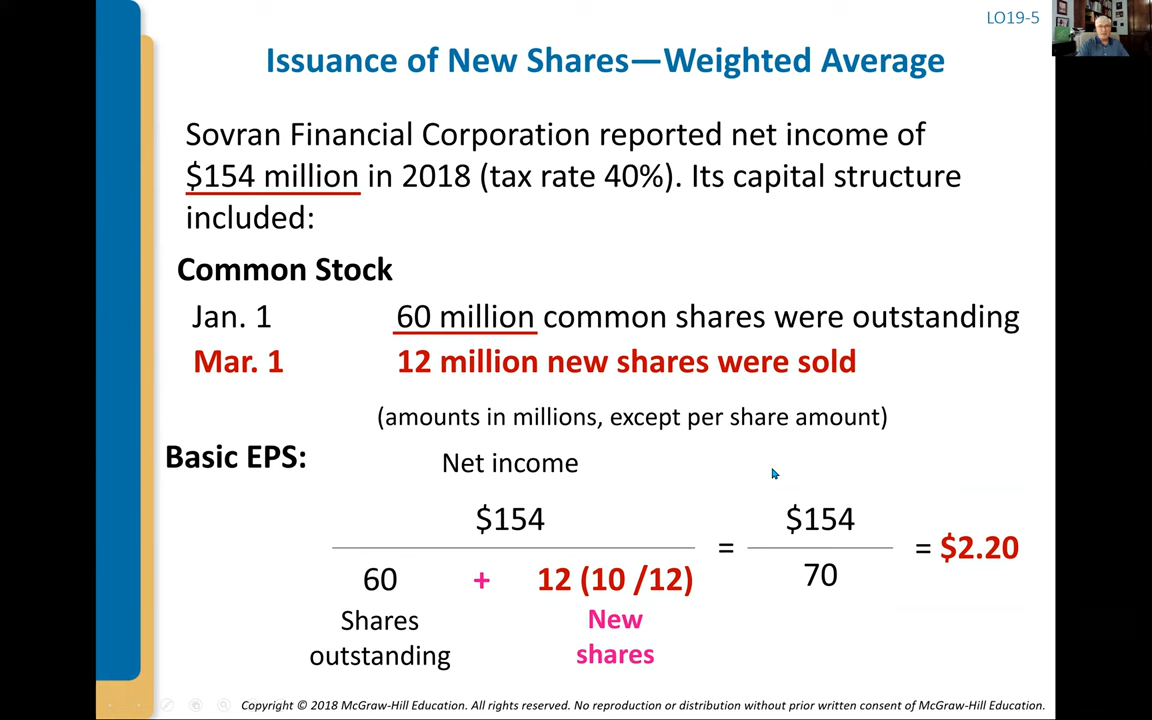 LO19-5
Issuance of New Shares—Weighted Average
Sovran Financial Corporation reported net income of
$154 million in 2018 (tax rate 40%). Its capital structure
included:
Common Stock
Jan. 1 60 million common shares were outstanding
Mar. 1 12 million new shares were sold
(amounts in millions, except per share amount)
Basic EPS:
Net income
$154
60 + 12 (10 /12)
Shares
outstanding
New
shares
=
$154
70
= $2.20
Copyright © 2018 McGraw-Hill Education. All rights reserved. No reproduction or distribution without prior written consent of McGraw-Hill Education.